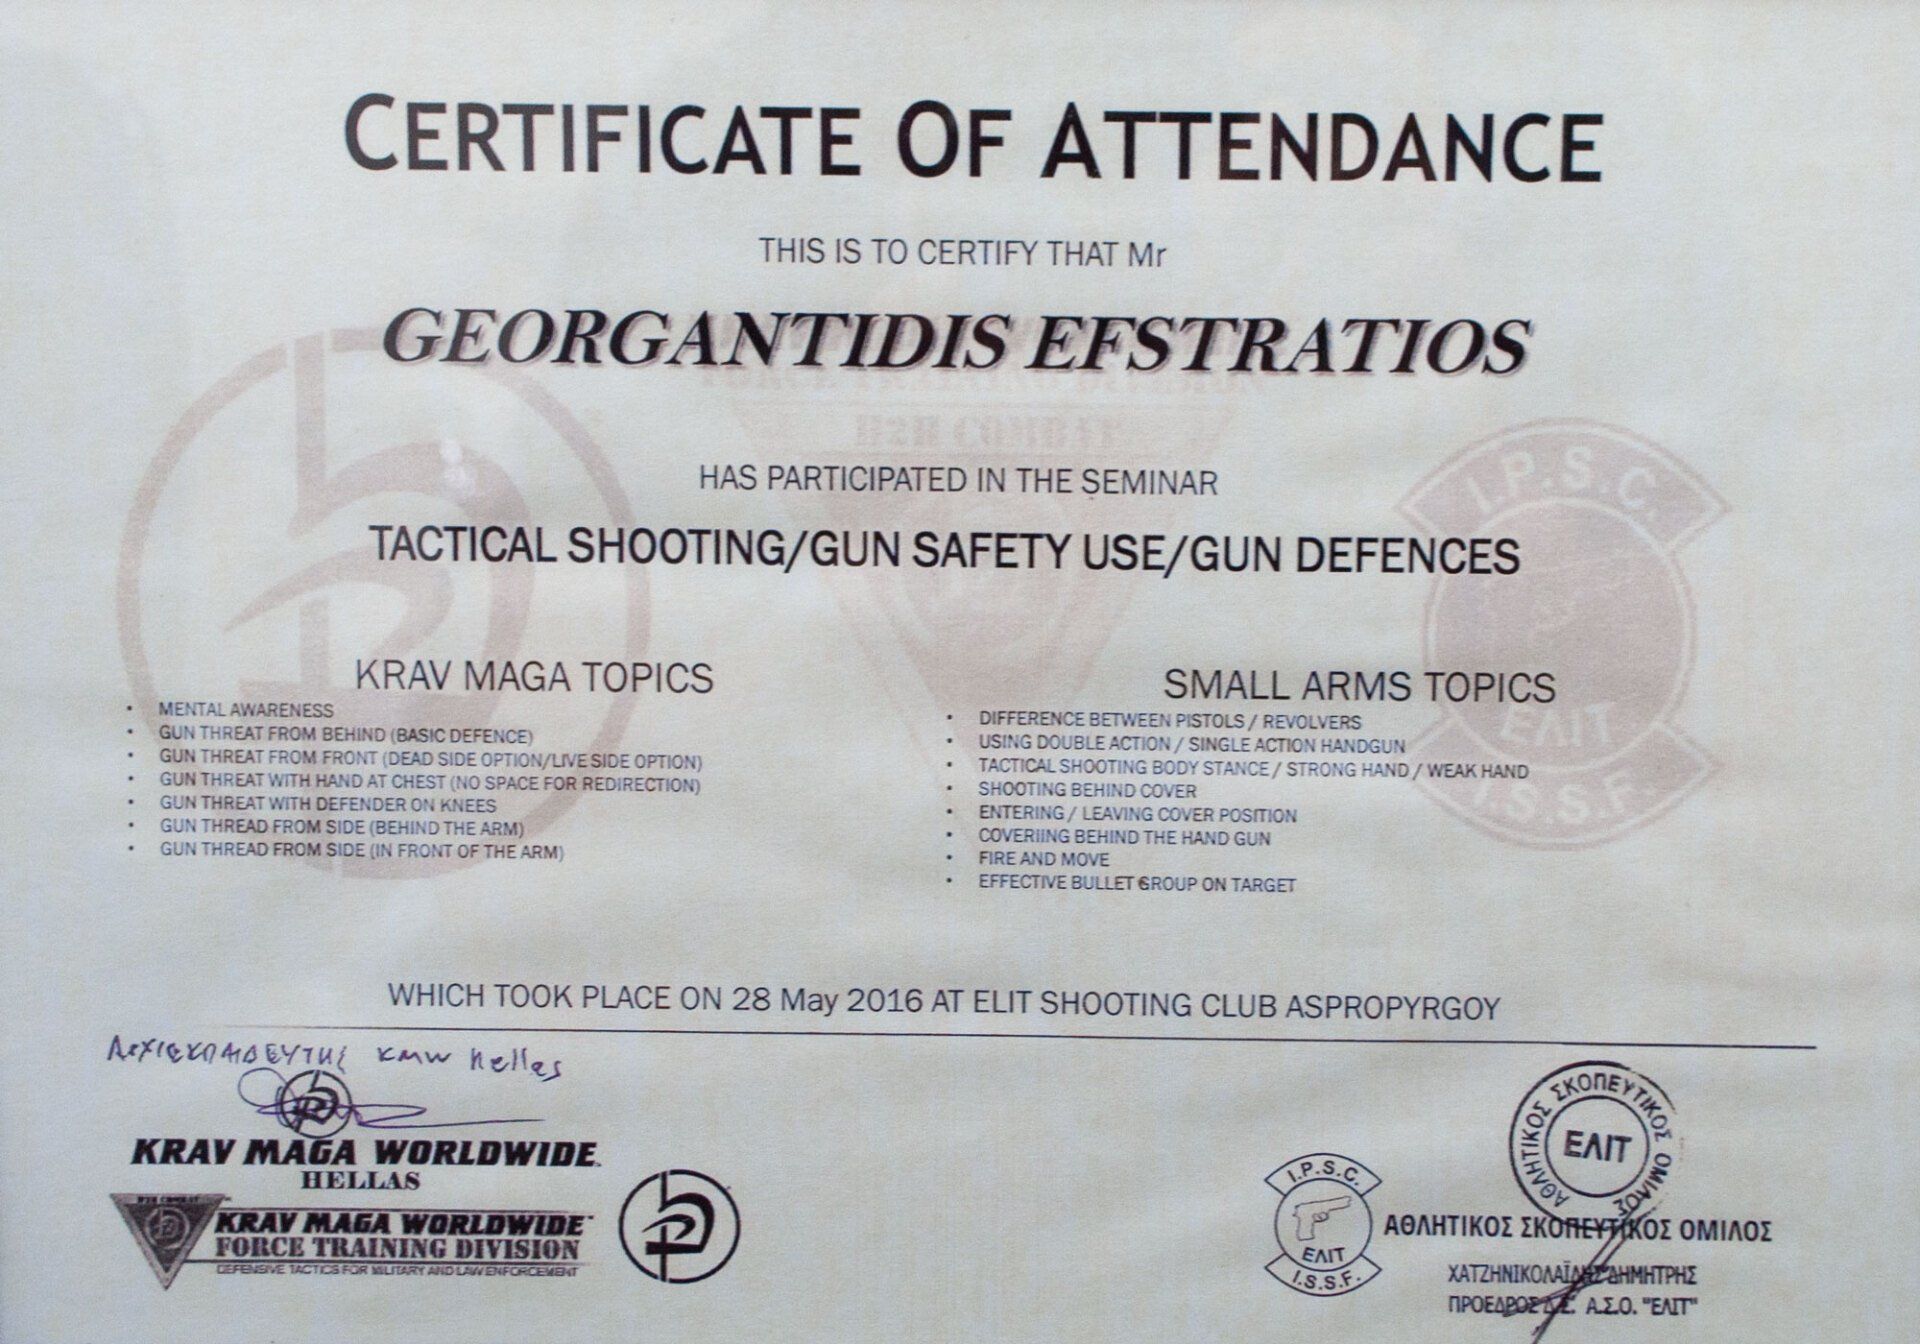 CERTIFICATE OF ATTENDANCE
THIS IS TO CERTIFY THAT Mr
GEORGANTIDIS EFSTRATIOS
H2H COMBAT
HAS PARTICIPATED IN THE SEMINAR
I.P.S.C.
TACTICAL SHOOTING/GUN SAFETY USE/GUN DEFENCES
ΕΛΙΤ
I.S.S.F.
KRAV MAGA TOPICS
• MENTAL AWARENESS
• GUN THREAT FROM BEHIND (BASIC DEFENCE)
• GUN THREAT FROM FRONT (DEAD SIDE OPTION/LIVE SIDE OPTION)
• GUN THREAT WITH HAND AT CHEST (NO SPACE FOR REDIRECTION)
• GUN THREAT WITH DEFENDER ON KNEES
• GUN THREAD FROM SIDE (BEHIND THE ARM)
• GUN THREAD FROM SIDE (IN FRONT OF THE ARM)
SMALL ARMS TOPICS
• DIFFERENCE BETWEEN PISTOLS / REVOLVERS
• USING DOUBLE ACTION / SINGLE ACTION HANDGUN
• TACTICAL SHOOTING BODY STANCE / STRONG HAND / WEAK HAND
• SHOOTING BEHIND COVER
• ENTERING / LEAVING COVER POSITION
• COVERIING BEHIND THE HAND GUN
• FIRE AND MOVE
• EFFECTIVE BULLET GROUP ON TARGET
WHICH TOOK PLACE ON 28 May 2016 AT ELIT SHOOTING CLUB ASPROPYRGOY
ΑΡΧΙΕΚΠΑΙΔΕΥΤΗΣ KMW Hellas
KRAV MAGA WORLDWIDE
HELLAS
H2H COMBAT
KRAV MAGA WORLDWIDE
FORCE TRAINING DIVISION
DEFENSIVE TACTICS FOR MILITARY AND LAW ENFORCEMENT
ΑΘΛΗΤΙΚΟΣ ΣΚΟΠΕΥΤΙΚΟΣ ΟΜΙΛΟΣ
ΕΛΙΤ
I.P.S.C.
ΕΛΙΤ
I.S.S.F.
ΑΘΛΗΤΙΚΟΣ ΣΚΟΠΕΥΤΙΚΟΣ ΟΜΙΛΟΣ
ΧΑΤΖΗΝΙΚΟΛΑΪΔΗΣ ΔΗΜΗΤΡΗΣ
ΠΡΟΕΔΡΟΣ Δ.Σ. Α.Σ.Ο. "ΕΛΙΤ"